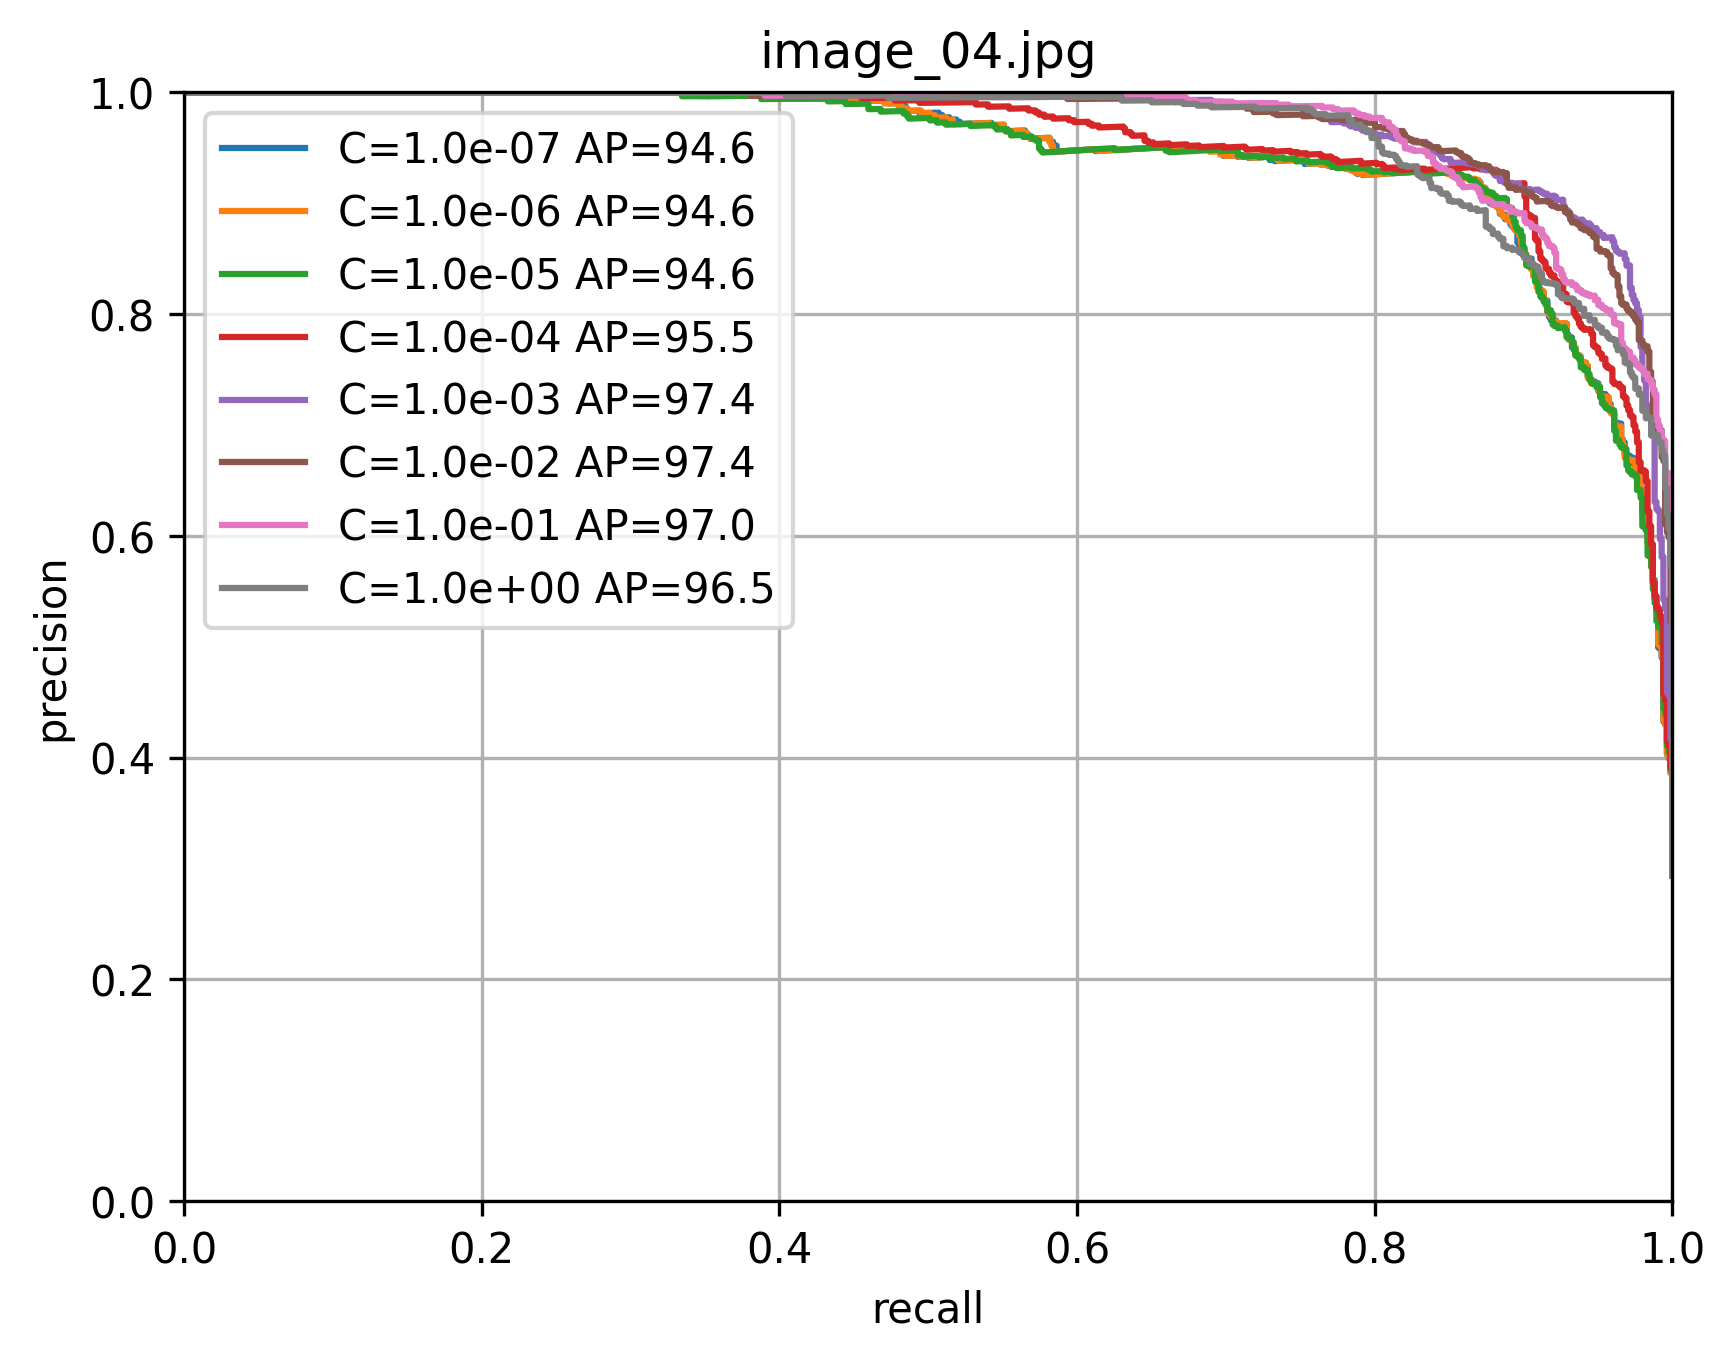 image_04.jpg
1.0
0.8
0.6
0.4
0.2
0.0
precision
C=1.0e-07 AP=94.6
C=1.0e-06 AP=94.6
C=1.0e-05 AP=94.6
C=1.0e-04 AP=95.5
C=1.0e-03 AP=97.4
C=1.0e-02 AP=97.4
C=1.0e-01 AP=97.0
C=1.0e+00 AP=96.5
0.0 0.2 0.4 0.6 0.8 1.0
recall